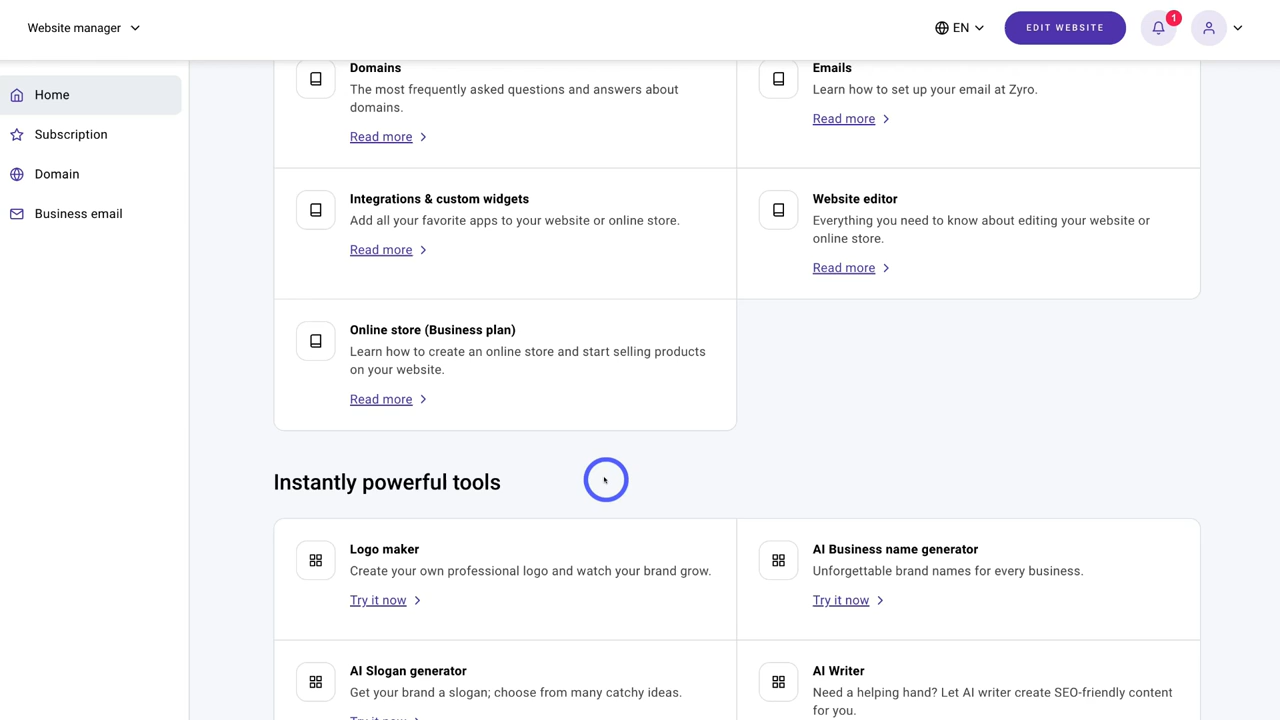 Website manager
EN
EDIT WEBSITE
1
Home
Subscription
Domain
Business email
Domains
The most frequently asked questions and answers about
domains.
Read more
Emails
Learn how to set up your email at Zyro.
Read more
Integrations & custom widgets
Add all your favorite apps to your website or online store.
Read more
Website editor
Everything you need to know about editing your website or
online store.
Read more
Online store (Business plan)
Learn how to create an online store and start selling products
on your website.
Read more
Instantly powerful tools
Logo maker
Create your own professional logo and watch your brand grow.
Try it now
AI Business name generator
Unforgettable brand names for every business.
Try it now
AI Slogan generator
Get your brand a slogan; choose from many catchy ideas.
Try it now
AI Writer
Need a helping hand? Let AI writer create SEO-friendly content
for you.